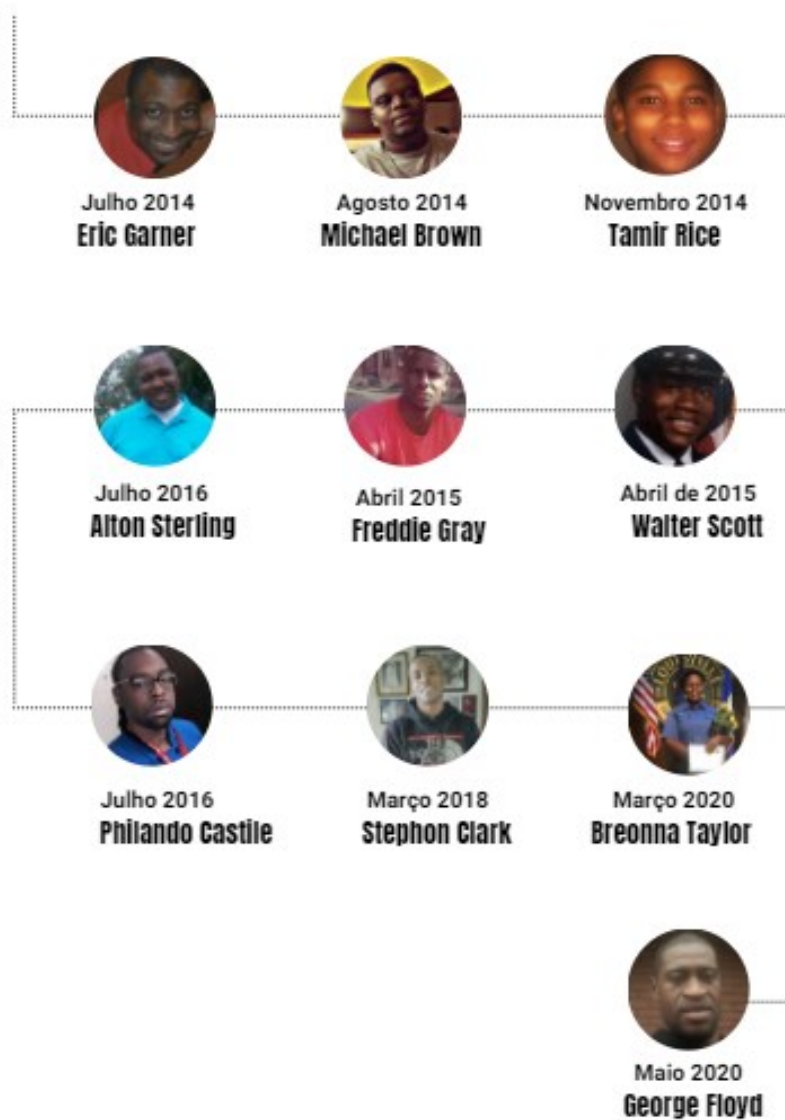 Julho 2014
Eric Garner
Agosto 2014
Michael Brown
Novembro 2014
Tamir Rice
Julho 2016
Alton Sterling
Abril 2015
Freddie Gray
Abril de 2015
Walter Scott
Julho 2016
Philando Castile
Março 2018
Stephon Clark
Março 2020
Breonna Taylor
Maio 2020
George Floyd